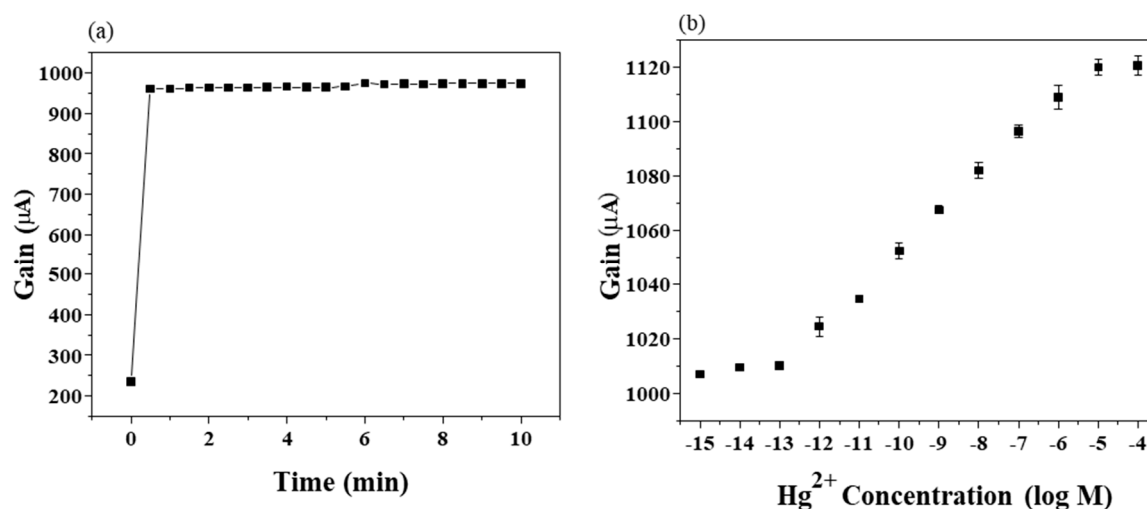 (a)
1000
900
800
700
600
500
400
300
200
Gain (μA)
0 2 4 6 8 10
Time (min)
(b)
1120
1100
1080
1060
1040
1020
1000
Gain (μA)
-15 -14 -13 -12 -11 -10 -9 -8 -7 -6 -5 -4
Hg²⁺ Concentration (log M)